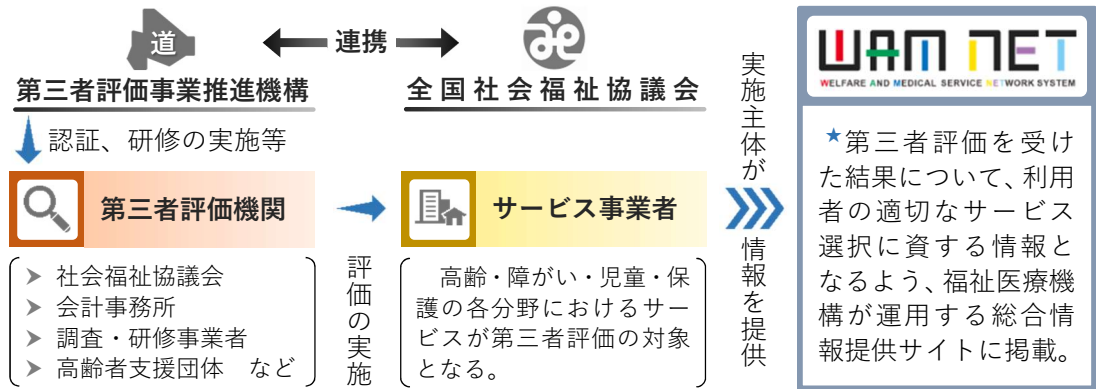 道
連携
第三者評価事業推進機構
全国社会福祉協議会
認証、研修の実施等
第三者評価機関
➤ 社会福祉協議会
➤ 会計事務所
➤ 調査・研修事業者
➤ 高齢者支援団体　など
評価の実施
サービス事業者
高齢・障がい・児童・保
護の各分野におけるサー
ビスが第三者評価の対象
となる。
実施主体が
情報を提供
WAM NET
WELFARE AND MEDICAL SERVICE NETWORK SYSTEM
★第三者評価を受け
た結果について、利用
者の適切なサービス
選択に資する情報と
なるよう、福祉医療機
構が運用する総合情
報提供サイトに掲載。